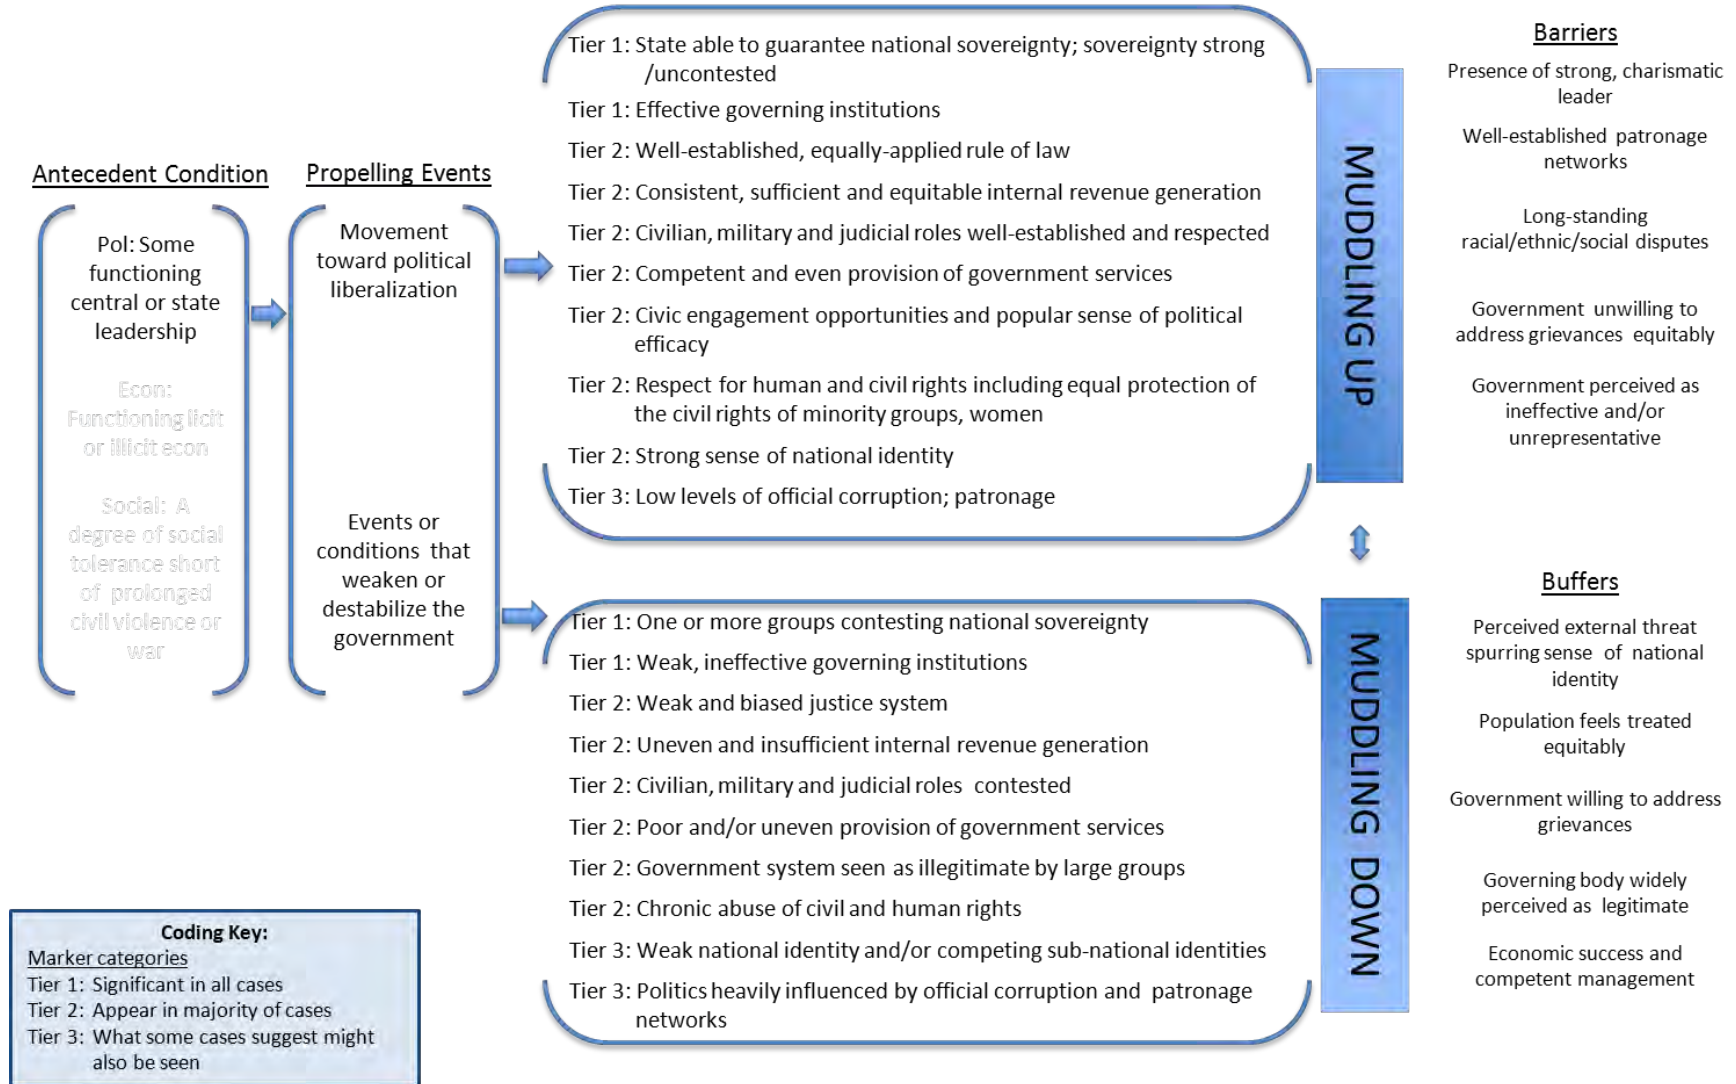 Antecedent Condition
Pol: Some
functioning
central or state
leadership
Econ:
Functioning licit
or illicit econ
Social: A
degree of social
tolerance short
of prolonged
civil violence or
war
Propelling Events
Movement
toward political
liberalization
Events or
conditions that
weaken or
destabilize the
government
Tier 1: State able to guarantee national sovereignty; sovereignty strong
/uncontested
Tier 1: Effective governing institutions
Tier 2: Well-established, equally-applied rule of law
Tier 2: Consistent, sufficient and equitable internal revenue generation
Tier 2: Civilian, military and judicial roles well-established and respected
Tier 2: Competent and even provision of government services
Tier 2: Civic engagement opportunities and popular sense of political
efficacy
Tier 2: Respect for human and civil rights including equal protection of
the civil rights of minority groups, women
Tier 2: Strong sense of national identity
Tier 3: Low levels of official corruption; patronage
MUDDLING UP
Barriers
Presence of strong, charismatic
leader
Well-established patronage
networks
Long-standing
racial/ethnic/social disputes
Government unwilling to
address grievances equitably
Government perceived as
ineffective and/or
unrepresentative
Tier 1: One or more groups contesting national sovereignty
Tier 1: Weak, ineffective governing institutions
Tier 2: Weak and biased justice system
Tier 2: Uneven and insufficient internal revenue generation
Tier 2: Civilian, military and judicial roles contested
Tier 2: Poor and/or uneven provision of government services
Tier 2: Government system seen as illegitimate by large groups
Tier 2: Chronic abuse of civil and human rights
Tier 3: Weak national identity and/or competing sub-national identities
Tier 3: Politics heavily influenced by official corruption and patronage
networks
MUDDLING DOWN
Buffers
Perceived external threat
spurring sense of national
identity
Population feels treated
equitably
Government willing to address
grievances
Governing body widely
perceived as legitimate
Economic success and
competent management
Coding Key:
Marker categories
Tier 1: Significant in all cases
Tier 2: Appear in majority of cases
Tier 3: What some cases suggest might
also be seen